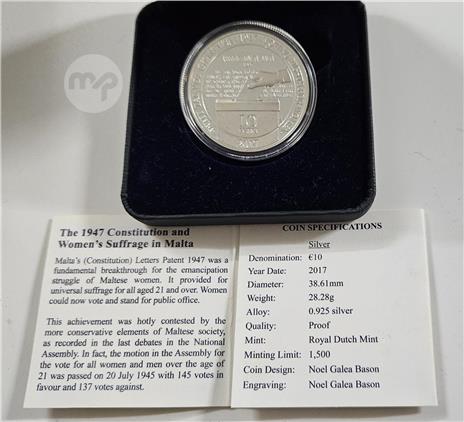 mp
10
The 1947 Constitution and
Women's Suffrage in Malta
Malta's (Constitution) Letters Patent 1947 was a
fundamental breakthrough for the emancipation
struggle of Maltese women. It provided for
universal suffrage for all aged 21 and over. Women
could now vote and stand for public office.
This achievement was hotly contested by the
more conservative elements of Maltese society,
as recorded in the last debates in the National
Assembly. In fact, the motion in the Assembly for
the vote for all women and men over the age of
21 was passed on 20 July 1945 with 145 votes in
favour and 137 votes against.
COIN SPECIFICATIONS
Silver
Denomination: €10
Year Date: 2017
Diameter: 38.61mm
Weight: 28.28g
Alloy: 0.925 silver
Quality: Proof
Mint: Royal Dutch Mint
Minting Limit: 1,500
Coin Design: Noel Galea Bason
Engraving: Noel Galea Bason